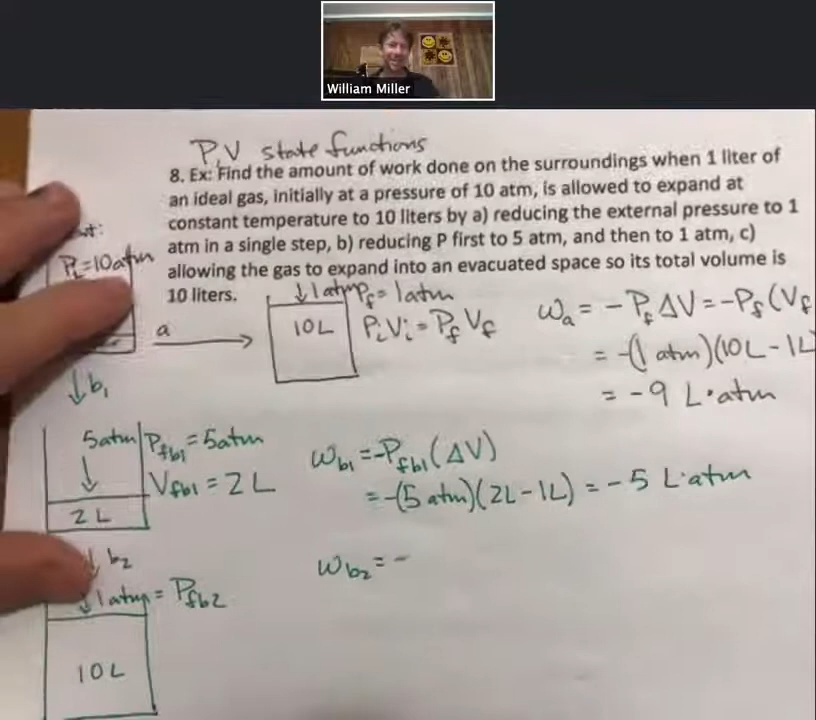 William Miller
P,V state functions
8. Ex: Find the amount of work done on the surroundings when 1 liter of
an ideal gas, initially at a pressure of 10 atm, is allowed to expand at
constant temperature to 10 liters by a) reducing the external pressure to 1
atm in a single step, b) reducing P first to 5 atm, and then to 1 atm, c)
allowing the gas to expand into an evacuated space so its total volume is
10 liters.
Pi=10atm
a
↓1atm Pf=1atm
10L
PiVi=PfVf
wa = -PfΔV=-Pf(Vf
= -(1 atm)(10L-1L
= -9 L·atm
↓b1
5atm
↓
2L
Pfb1=5atm
Vfb1=2L
wb1=-Pfb1(ΔV)
=-(5 atm)(2L-1L)=-5 L·atm
↓b2
wb2=-
↓1atm=Pfb2
10L